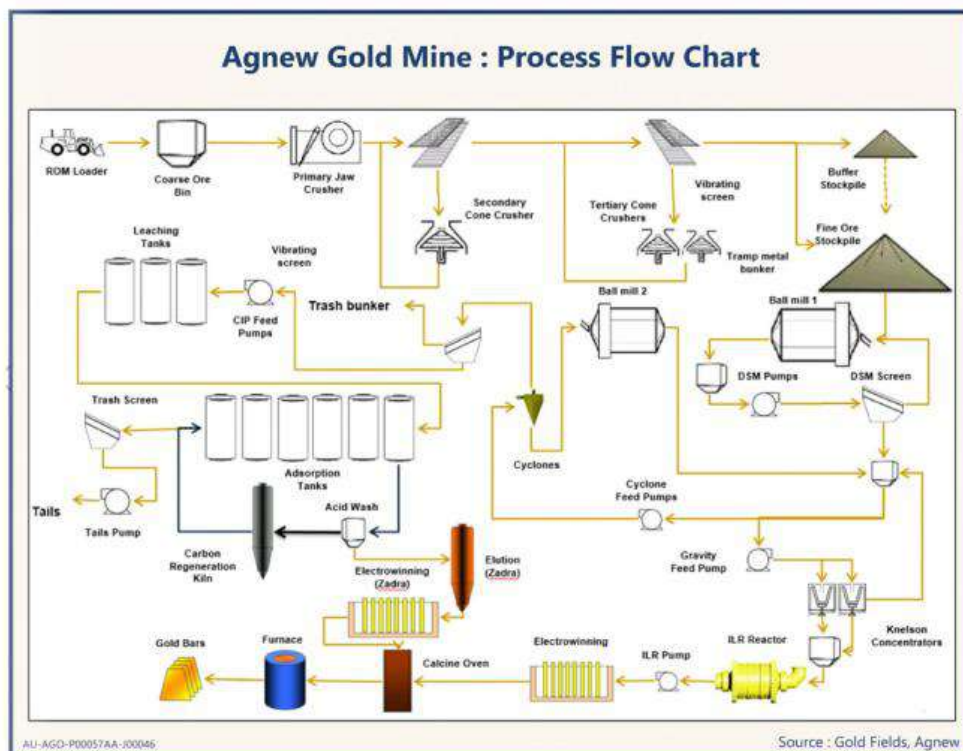 Agnew Gold Mine : Process Flow Chart
ROM Loader
Coarse Ore
Bin
Primary Jaw
Crusher
Secondary
Cone Crusher
Tertiary Cone
Crushers
Vibrating
screen
Buffer
Stockpile
Fine Ore
Stockpile
Tramp metal
bunker
Leaching
Tanks
Vibrating
screen
CIP Feed
Pumps
Trash bunker
Ball mill 2
Ball mill 1
DSM Pumps
DSM Screen
Trash Screen
Adsorption
Tanks
Cyclones
Cyclone
Feed Pumps
Tails
Tails Pump
Acid Wash
Carbon
Regeneration
Kiln
Electrowinning
(Zadra)
Elution
(Zadra)
Gravity
Feed Pump
Knelson
Concentrators
Gold Bars
Furnace
Calcine Oven
Electrowinning
ILR Pump
ILR Reactor
AU-AGO-P00057AA-J00046
Source : Gold Fields, Agnew